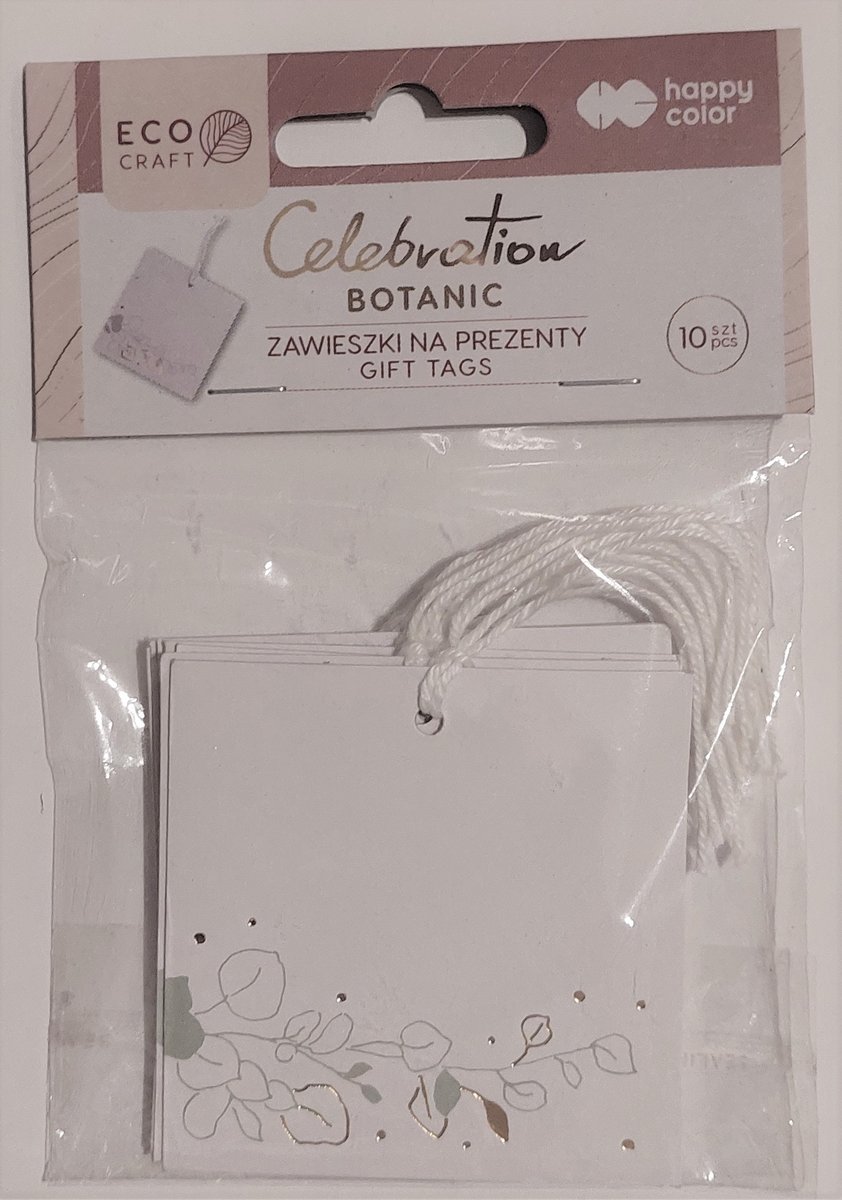 ECO
CRAFT
happy
color
Celebration
BOTANIC
ZAWIESZKI NA PREZENTY
GIFT TAGS
10 szt
pcs